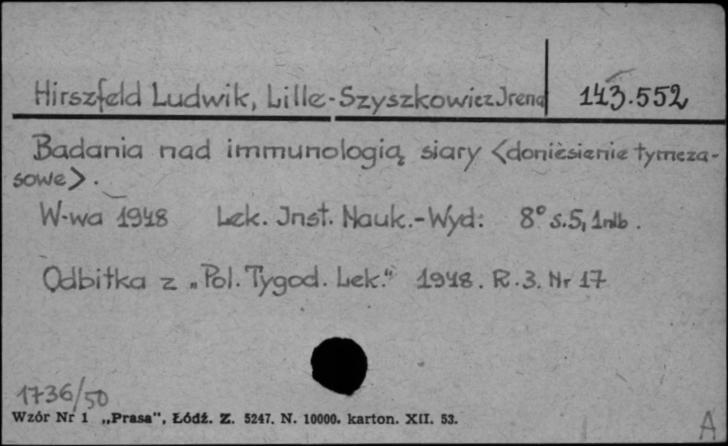 Hirszfeld Ludwik, Lille-Szyszkowicz Irena 143.552
Badania nad immunologią siary <doniesienie tymcza-
sowe>.
W-wa 1948 Lek. Inst. Nauk.-Wyd: 8° s.5, 1nlb.
Odbitka z „Pol. Tygod. Lek." 1948. R.3. Nr 17
1736/50
Wzór Nr 1 „Prasa", Łódź. Z. 5247. N. 10000. karton. XII. 53.
A